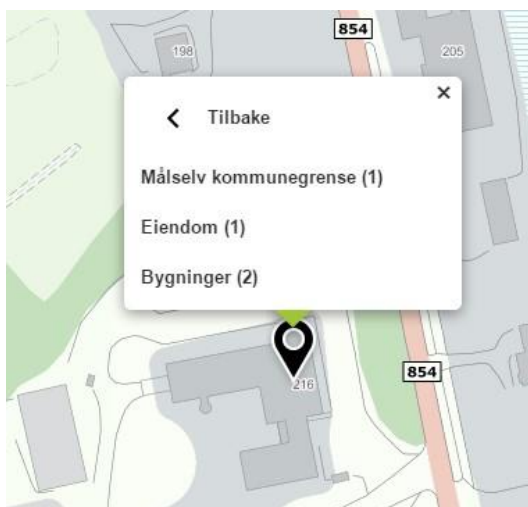 854
198
205
×
Tilbake
Målselv kommunegrense (1)
Eiendom (1)
Bygninger (2)
854
216